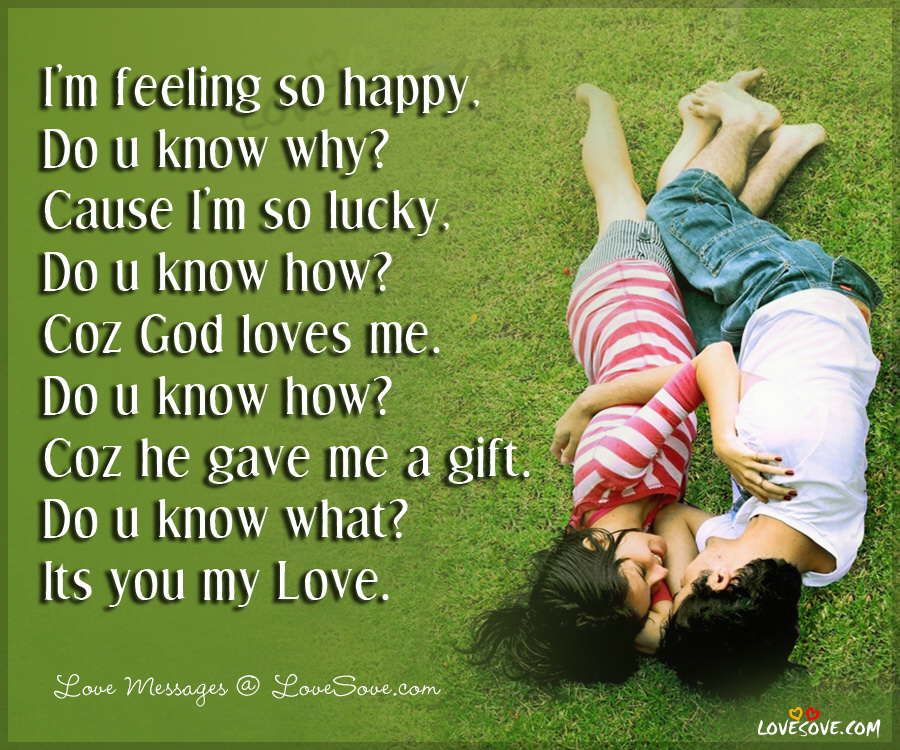 I'm feeling so happy,
Do u know why?
Cause I'm so lucky,
Do u know how?
Coz God loves me.
Do u know how?
Coz he gave me a gift.
Do u know what?
Its you my Love.
Love Messages @ LoveSove.com
LOVESOVE.COM